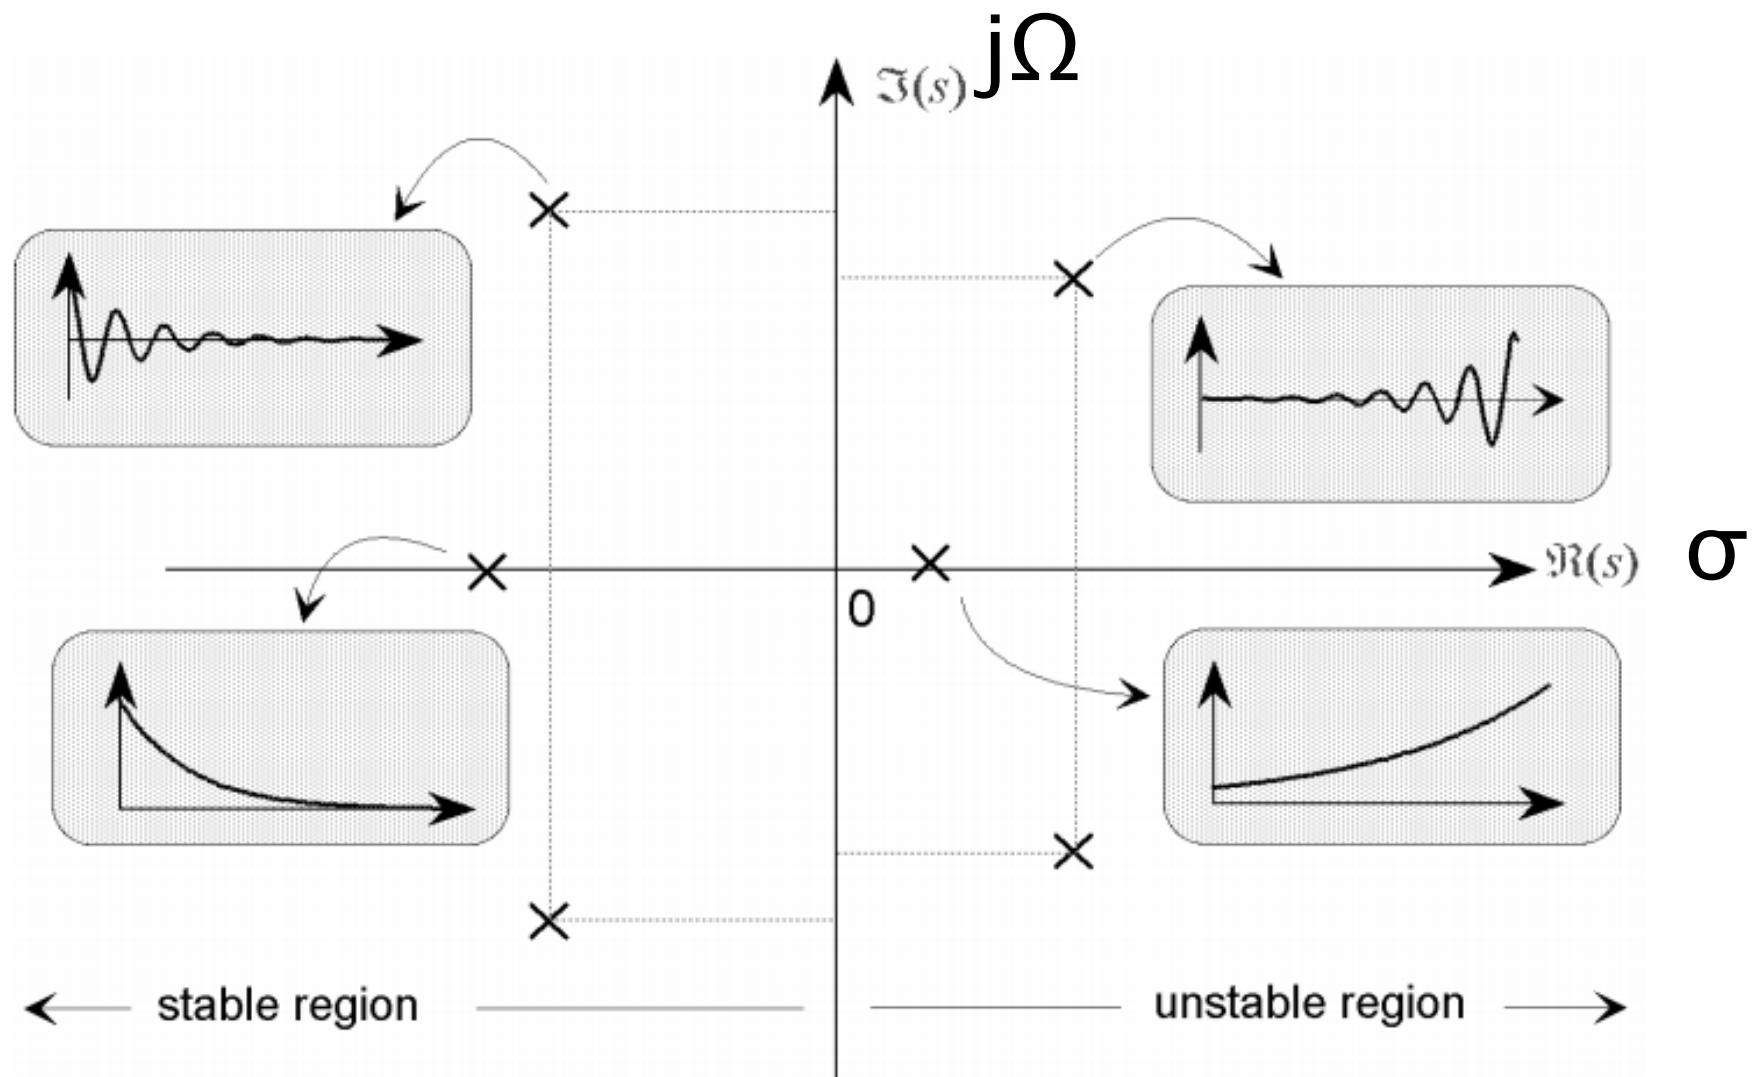 jΩ
ℑ(s)
ℜ(s)
σ
0
stable region
unstable region